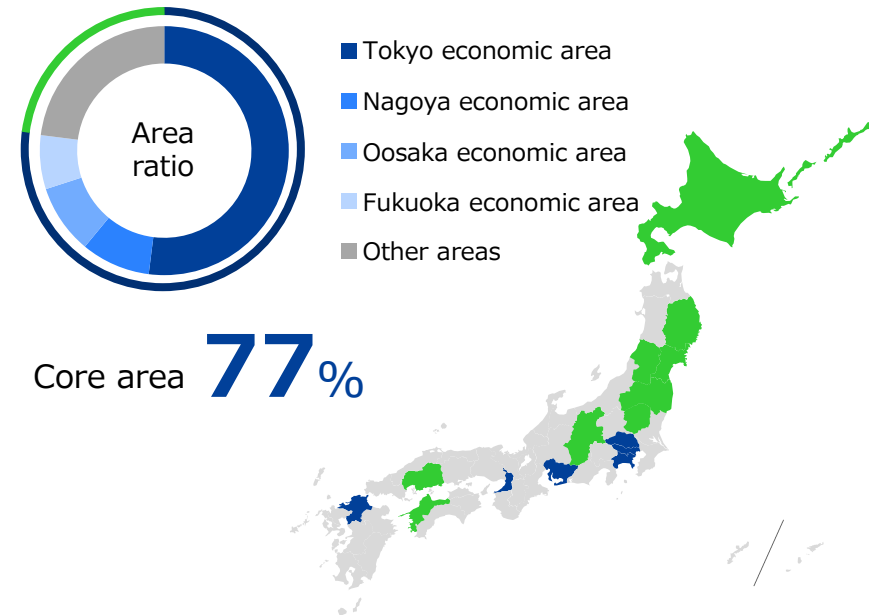 Area
ratio
Tokyo economic area
Nagoya economic area
Oosaka economic area
Fukuoka economic area
Other areas
Core area 77%